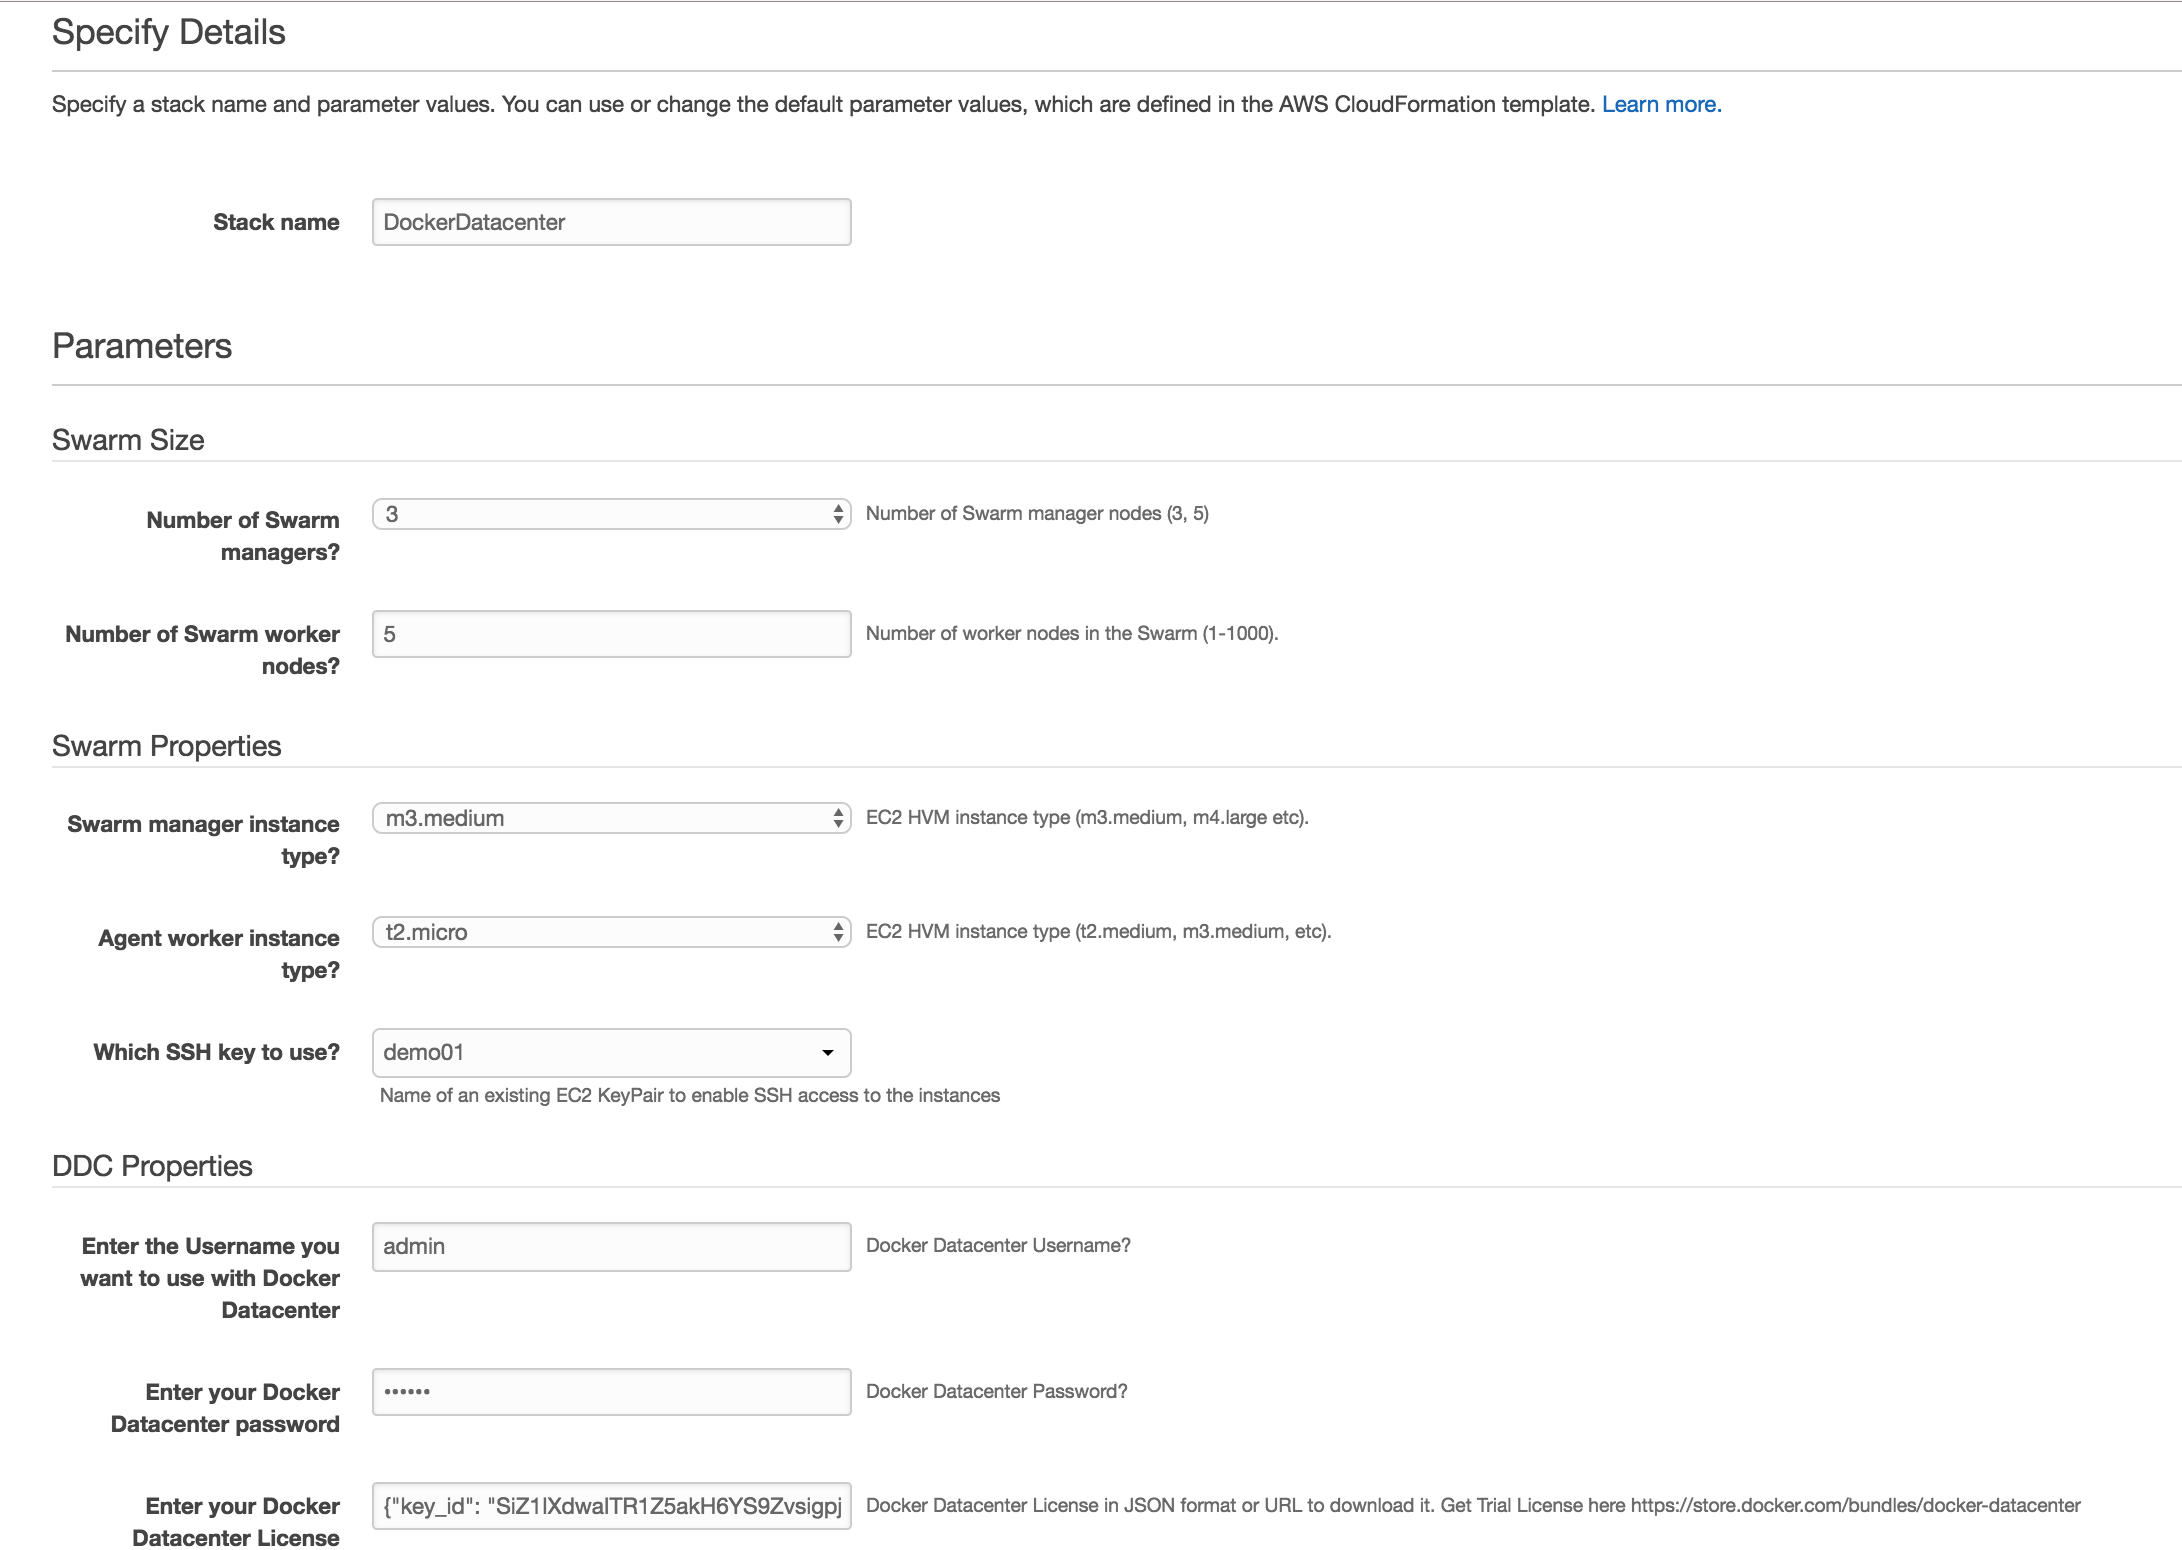 Specify Details
Specify a stack name and parameter values. You can use or change the default parameter values, which are defined in the AWS CloudFormation template. Learn more.
Stack name
DockerDatacenter
Parameters
Swarm Size
Number of Swarm
managers?
3
Number of Swarm manager nodes (3, 5)
Number of Swarm worker
nodes?
5
Number of worker nodes in the Swarm (1-1000).
Swarm Properties
Swarm manager instance
type?
m3.medium
EC2 HVM instance type (m3.medium, m4.large etc).
Agent worker instance
type?
t2.micro
EC2 HVM instance type (t2.medium, m3.medium, etc).
Which SSH key to use?
demo01
Name of an existing EC2 KeyPair to enable SSH access to the instances
DDC Properties
Enter the Username you
want to use with Docker
Datacenter
admin
Docker Datacenter Username?
Enter your Docker
Datacenter password
••••••
Docker Datacenter Password?
Enter your Docker
Datacenter License
{"key_id": "SiZ1lXdwalTR1Z5akH6YS9Zvsigpj
Docker Datacenter License in JSON format or URL to download it. Get Trial License here https://store.docker.com/bundles/docker-datacenter